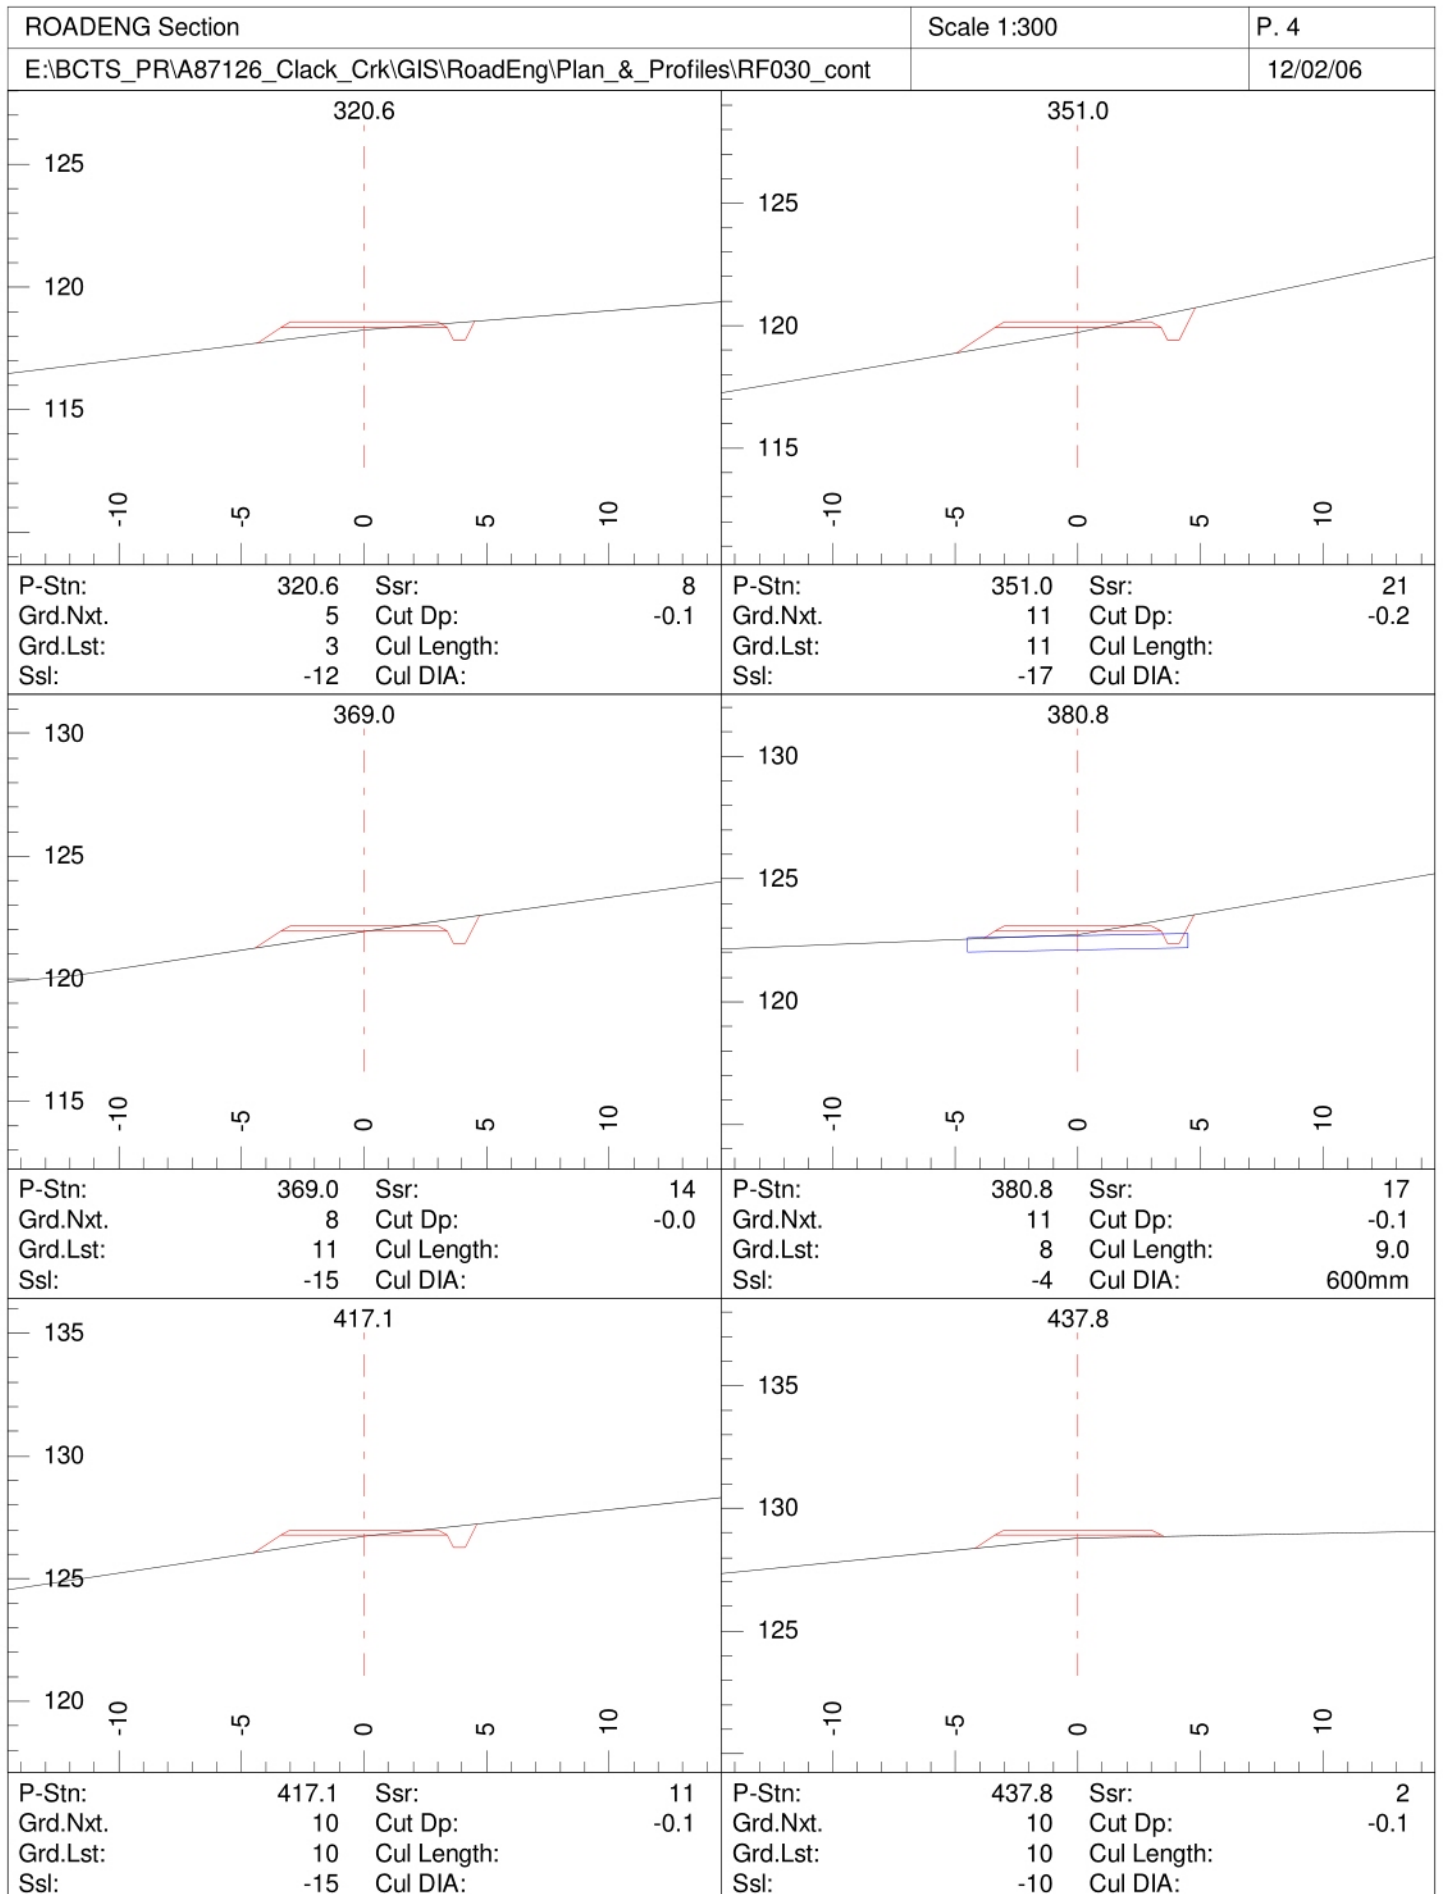 ROADENG Section Scale 1:300 P. 4
E:\BCTS_PR\A87126_Clack_Crk\GIS\RoadEng\Plan_&_Profiles\RF030_cont 12/02/06
320.6
125
120
115
-10 -5 0 5 10
P-Stn: 320.6 Ssr: 8
Grd.Nxt. 5 Cut Dp: -0.1
Grd.Lst: 3 Cul Length:
Ssl: -12 Cul DIA:
351.0
125
120
115
-10 -5 0 5 10
P-Stn: 351.0 Ssr: 21
Grd.Nxt. 11 Cut Dp: -0.2
Grd.Lst: 11 Cul Length:
Ssl: -17 Cul DIA:
369.0
130
125
120
115
-10 -5 0 5 10
P-Stn: 369.0 Ssr: 14
Grd.Nxt. 8 Cut Dp: -0.0
Grd.Lst: 11 Cul Length:
Ssl: -15 Cul DIA:
380.8
130
125
120
-10 -5 0 5 10
P-Stn: 380.8 Ssr: 17
Grd.Nxt. 11 Cut Dp: -0.1
Grd.Lst: 8 Cul Length: 9.0
Ssl: -4 Cul DIA: 600mm
417.1
135
130
125
120
-10 -5 0 5 10
P-Stn: 417.1 Ssr: 11
Grd.Nxt. 10 Cut Dp: -0.1
Grd.Lst: 10 Cul Length:
Ssl: -15 Cul DIA:
437.8
135
130
125
-10 -5 0 5 10
P-Stn: 437.8 Ssr: 2
Grd.Nxt. 10 Cut Dp: -0.1
Grd.Lst: 10 Cul Length:
Ssl: -10 Cul DIA: